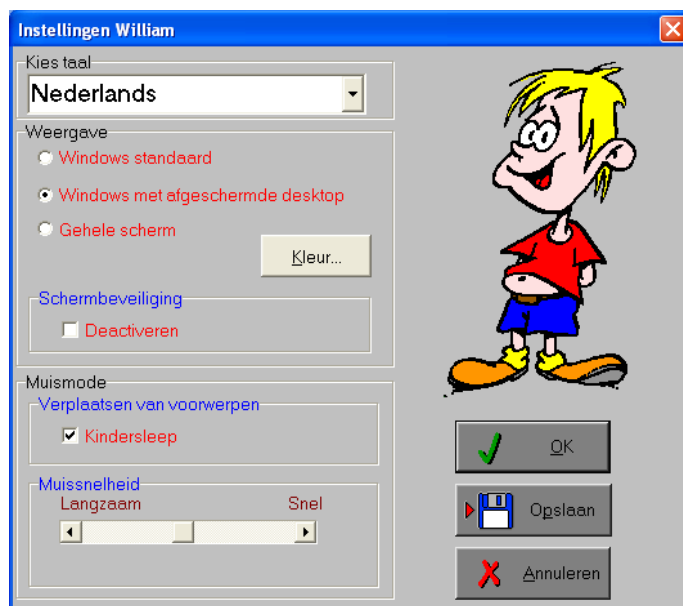 Instellingen William
Kies taal
Nederlands
Weergave
Windows standaard
Windows met afgeschermde desktop
Gehele scherm
Kleur...
Schermbeveiliging
Deactiveren
Muismode
Verplaatsen van voorwerpen
Kindersleep
Muissnelheid
Langzaam Snel
OK
Opslaan
Annuleren